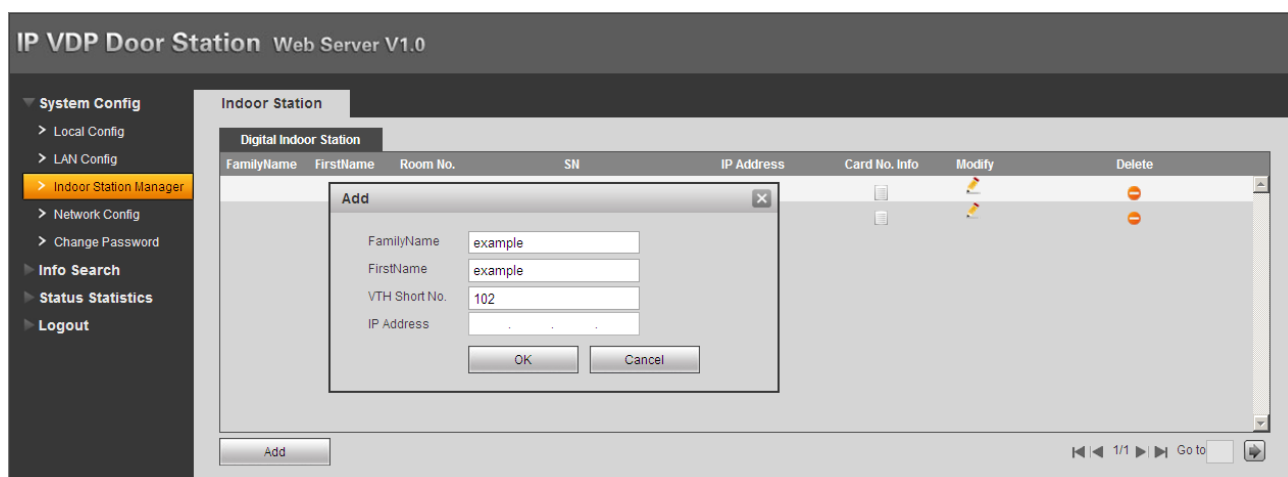 IP VDP Door Station Web Server V1.0
System Config
Local Config
LAN Config
Indoor Station Manager
Network Config
Change Password
Info Search
Status Statistics
Logout
Indoor Station
Digital Indoor Station
FamilyName FirstName Room No. SN IP Address Card No. Info Modify Delete
Add
FamilyName example
FirstName example
VTH Short No. 102
IP Address . . .
OK Cancel
Add
1/1 Go to